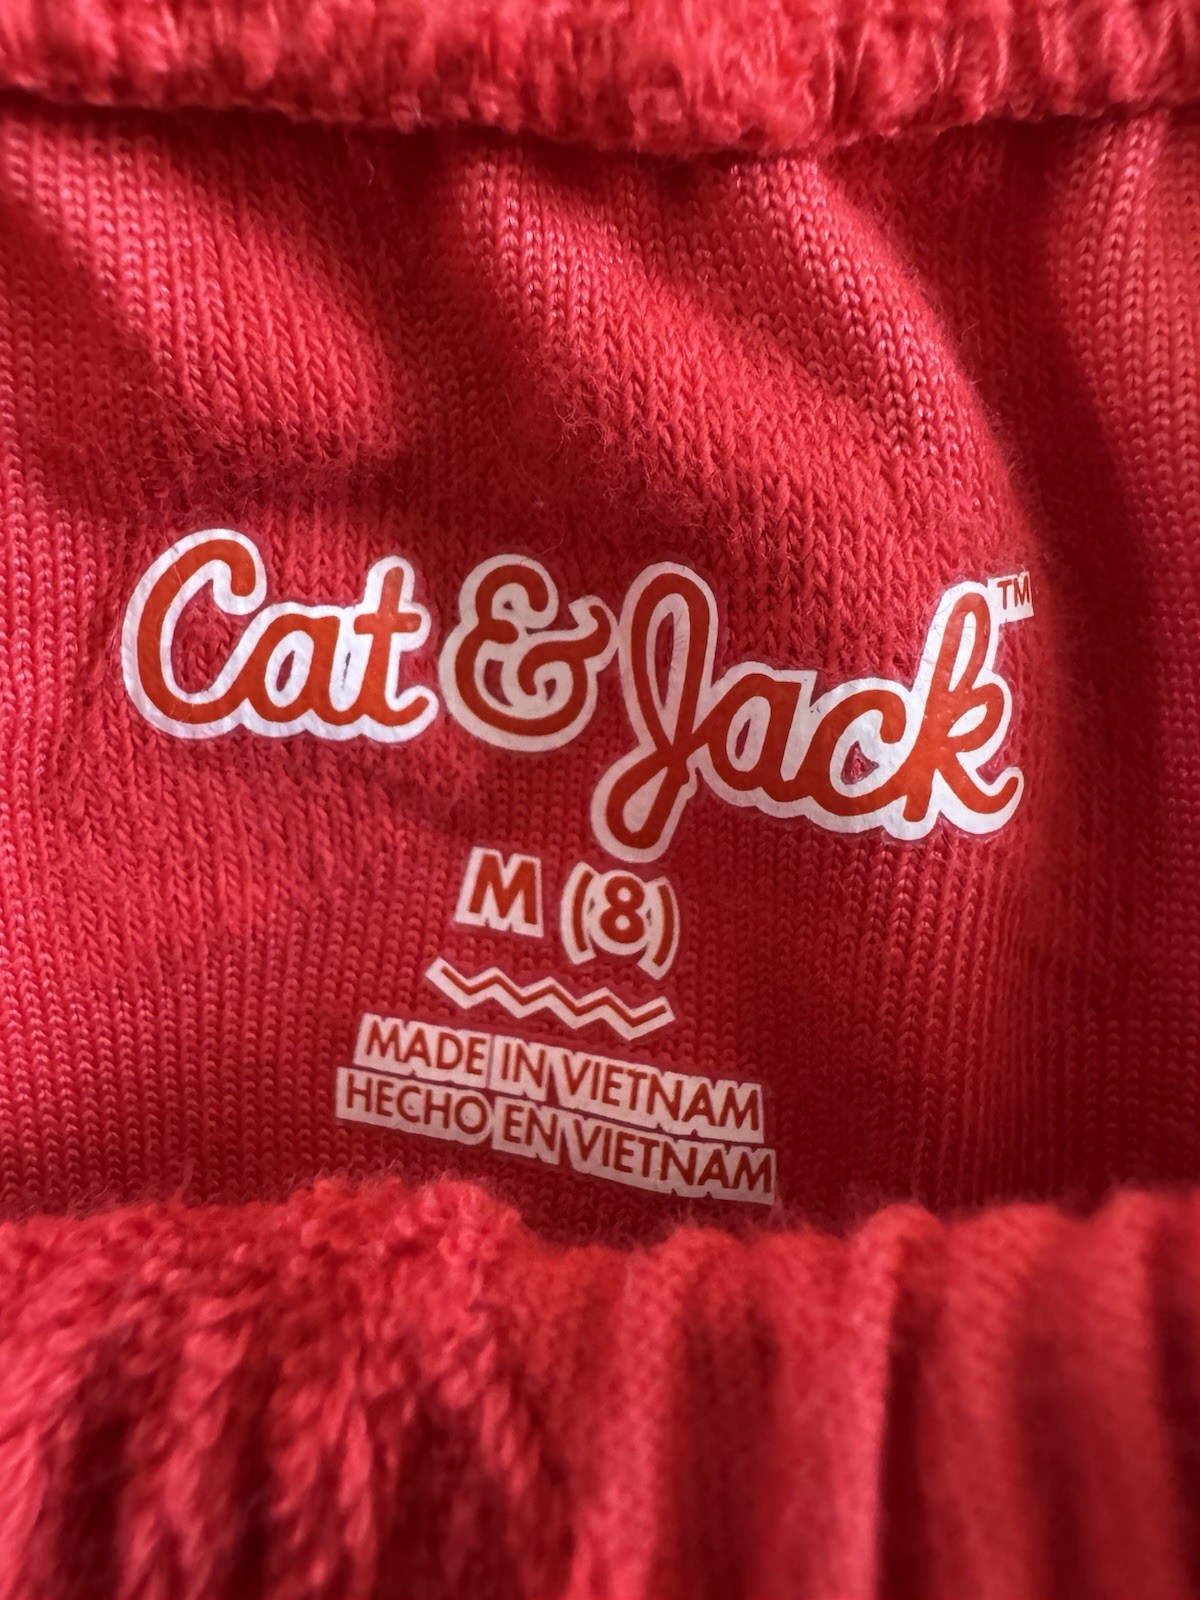 Cat & Jack™
M (8)
MADE IN VIETNAM
HECHO EN VIETNAM